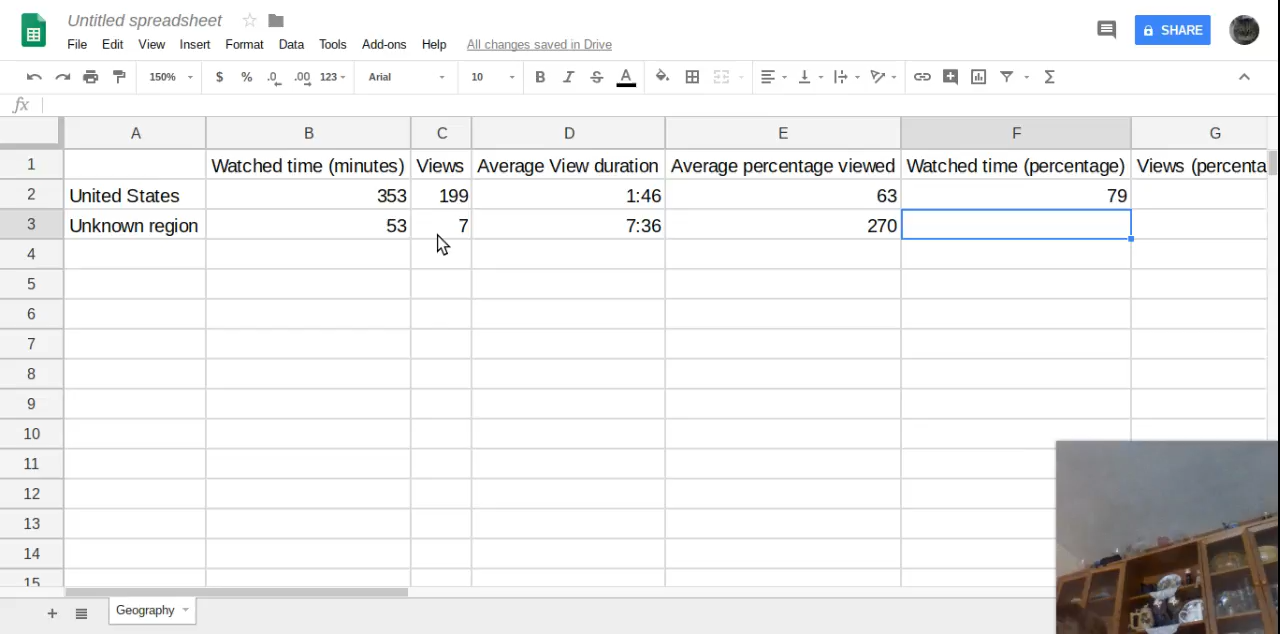 Untitled spreadsheet
File Edit View Insert Format Data Tools Add-ons Help All changes saved in Drive
SHARE
150% $ % .0 .00 123 Arial 10 B I S A Σ
fx
A B C D E F G
1 Watched time (minutes) Views Average View duration Average percentage viewed Watched time (percentage) Views (percenta
2 United States 353 199 1:46 63 79
3 Unknown region 53 7 7:36 270
4
5
6
7
8
9
10
11
12
13
14
15
+ Geography